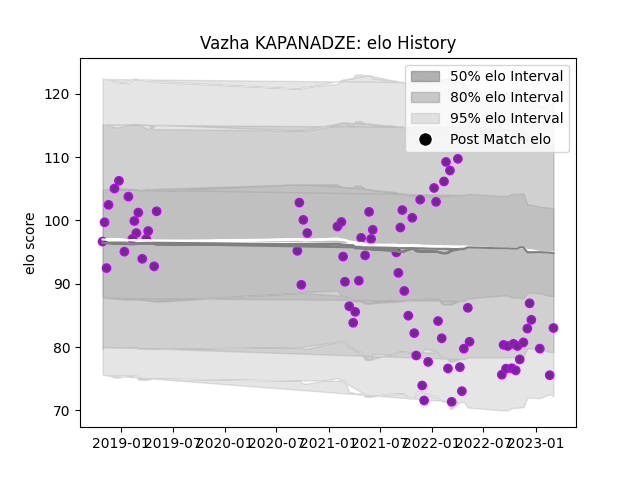 Vazha KAPANADZE: elo History
50% elo Interval
80% elo Interval
95% elo Interval
Post Match elo
elo score
120
110
100
90
80
70
2019-01 2019-07 2020-01 2020-07 2021-01 2021-07 2022-01 2022-07 2023-01